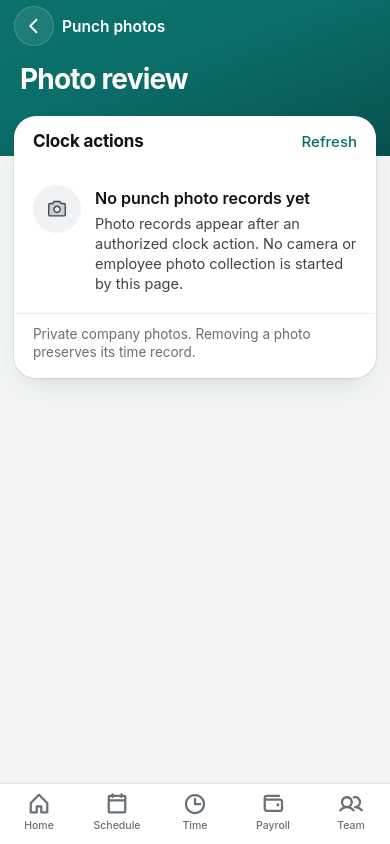 Punch photos
Photo review
Clock actions
Refresh
No punch photo records yet
Photo records appear after an
authorized clock action. No camera or
employee photo collection is started
by this page.
Private company photos. Removing a photo
preserves its time record.
Home
Schedule
Time
Payroll
Team